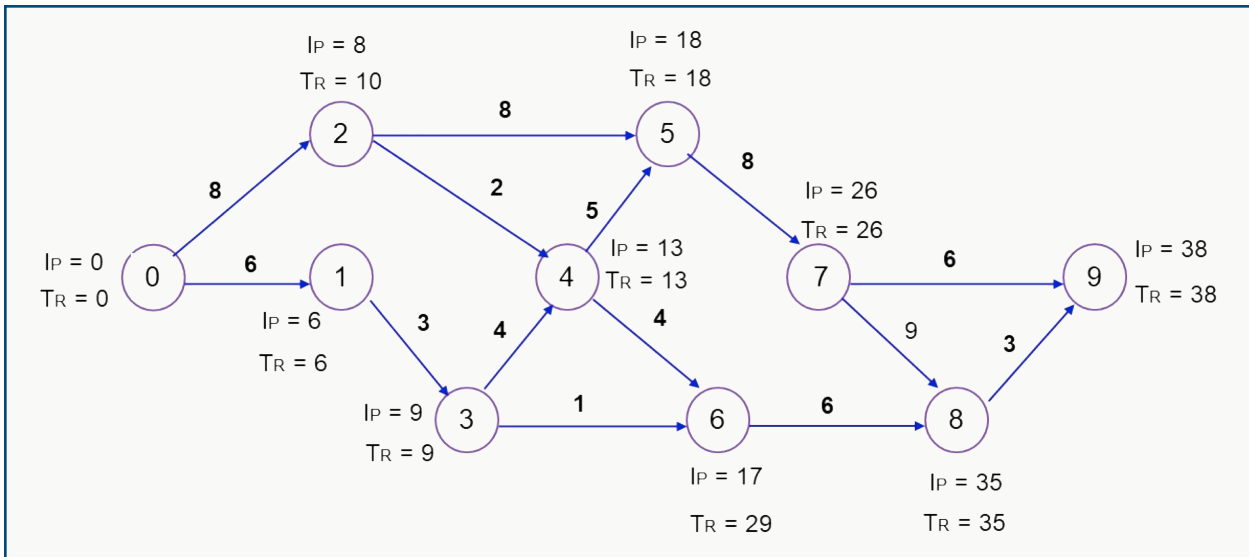 IP = 8
TR = 10
IP = 18
TR = 18
2
8
5
8
8
2
5
IP = 26
TR = 26
IP = 0
TR = 0
0
6
1
4
IP = 13
TR = 13
7
6
9
IP = 38
TR = 38
IP = 6
TR = 6
3
4
4
9
3
IP = 9
TR = 9
3
1
6
6
8
IP = 17
TR = 29
IP = 35
TR = 35